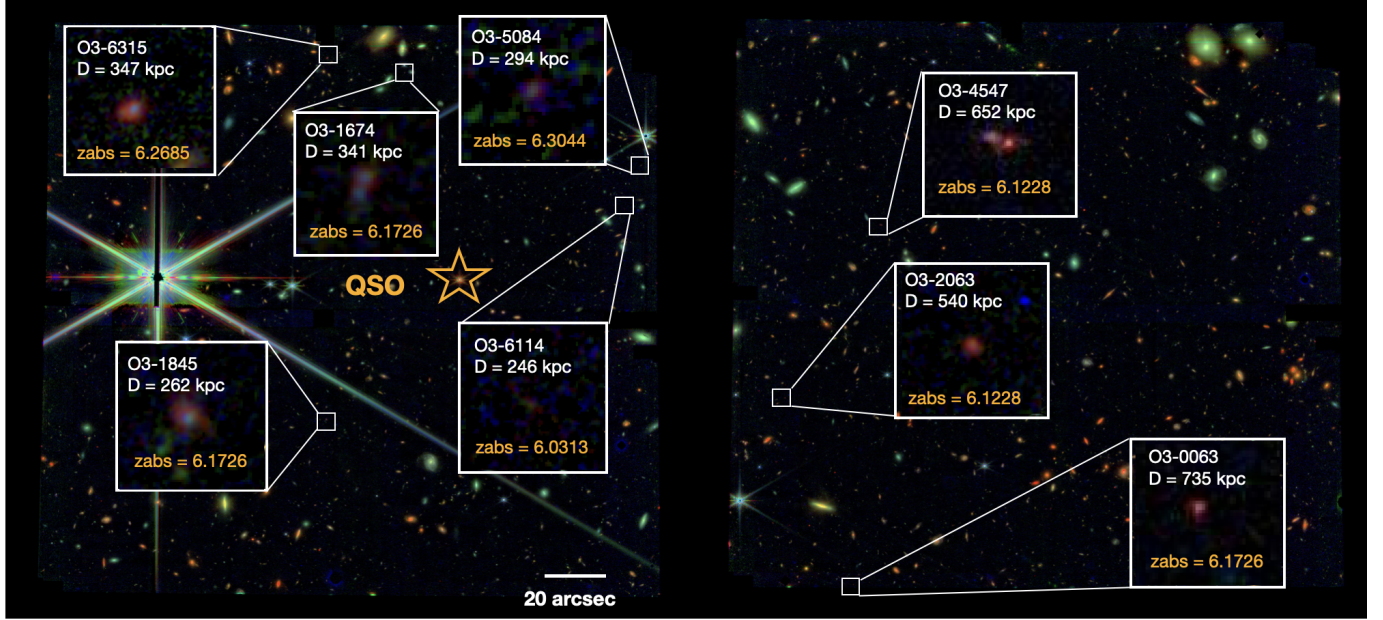 O3-6315
D = 347 kpc
zabs = 6.2685
O3-1674
D = 341 kpc
zabs = 6.1726
O3-5084
D = 294 kpc
zabs = 6.3044
QSO
O3-1845
D = 262 kpc
zabs = 6.1726
O3-6114
D = 246 kpc
zabs = 6.0313
20 arcsec
O3-4547
D = 652 kpc
zabs = 6.1228
O3-2063
D = 540 kpc
zabs = 6.1228
O3-0063
D = 735 kpc
zabs = 6.1726